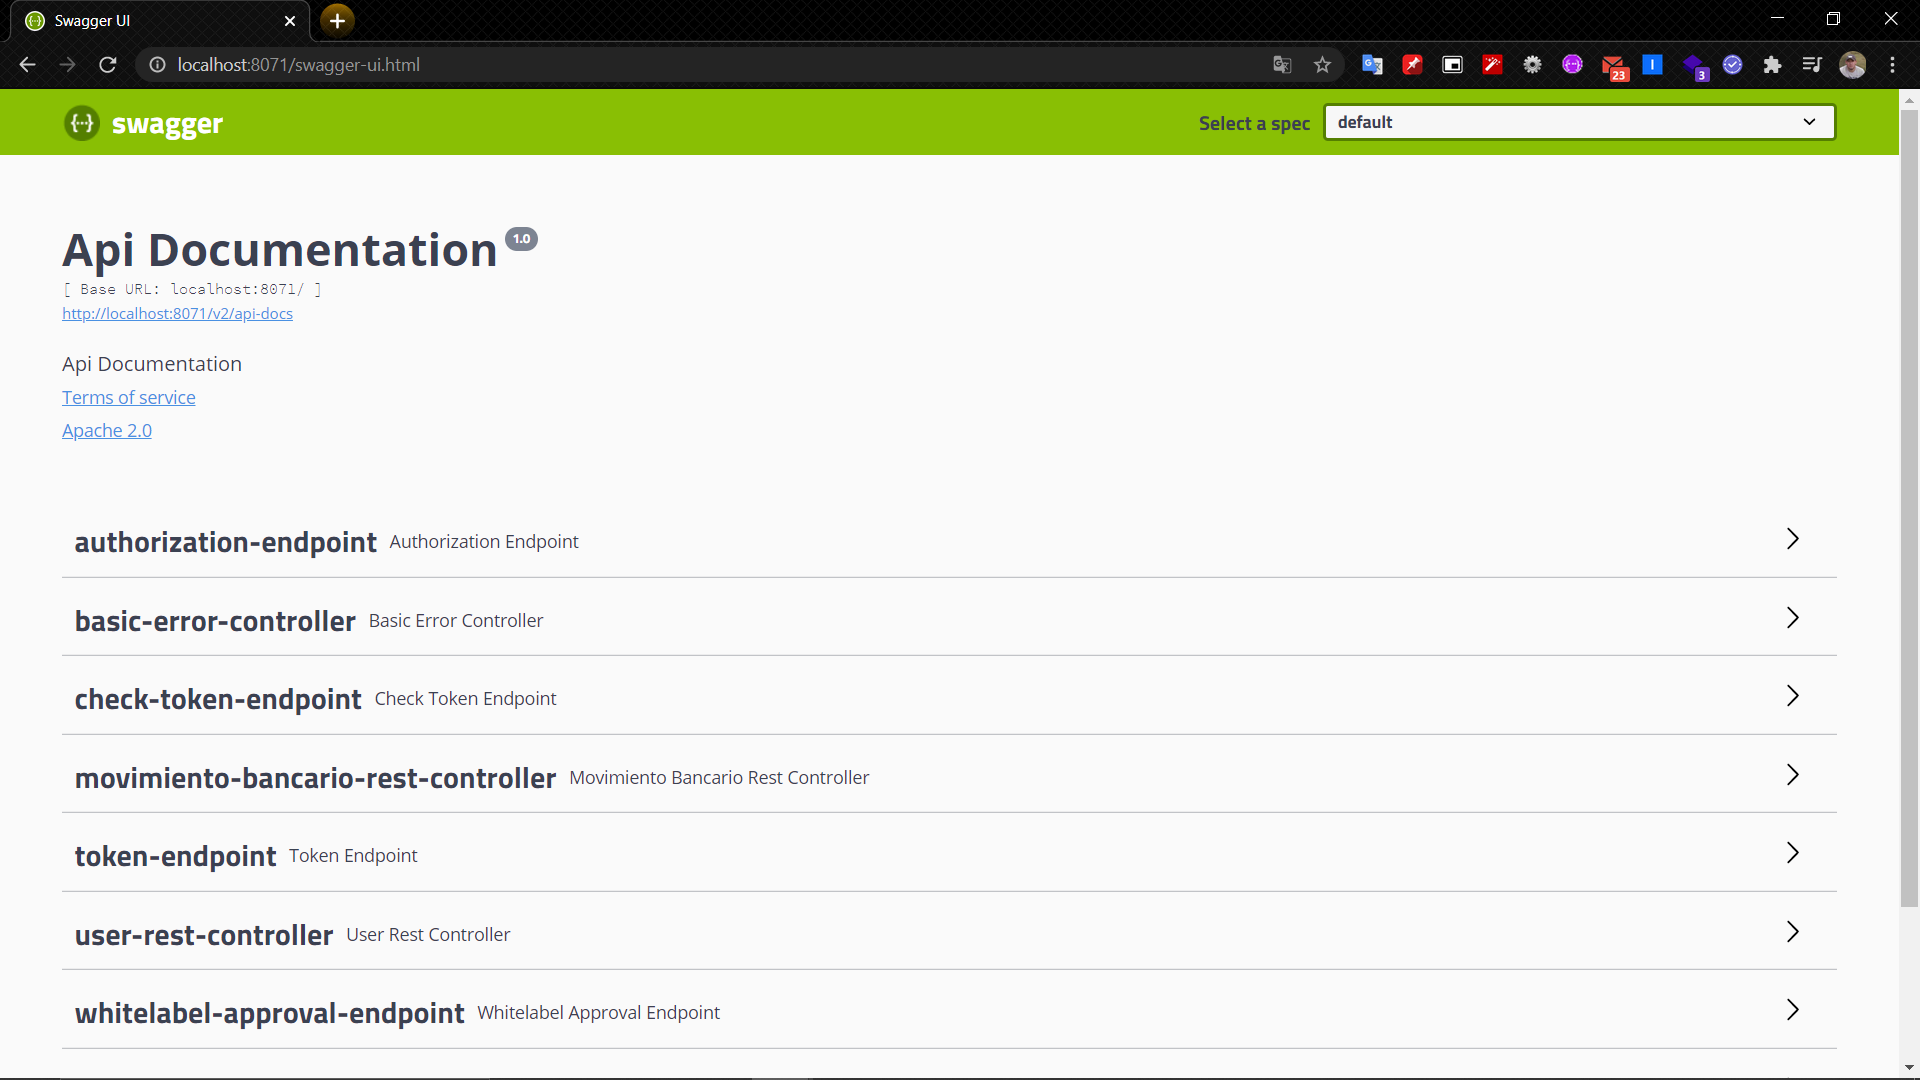 Swagger UI
localhost:8071/swagger-ui.html
23
3
swagger
Select a spec
default
Api Documentation 1.0
[ Base URL: localhost:8071/ ]
http://localhost:8071/v2/api-docs
Api Documentation
Terms of service
Apache 2.0
authorization-endpoint Authorization Endpoint
basic-error-controller Basic Error Controller
check-token-endpoint Check Token Endpoint
movimiento-bancario-rest-controller Movimiento Bancario Rest Controller
token-endpoint Token Endpoint
user-rest-controller User Rest Controller
whitelabel-approval-endpoint Whitelabel Approval Endpoint